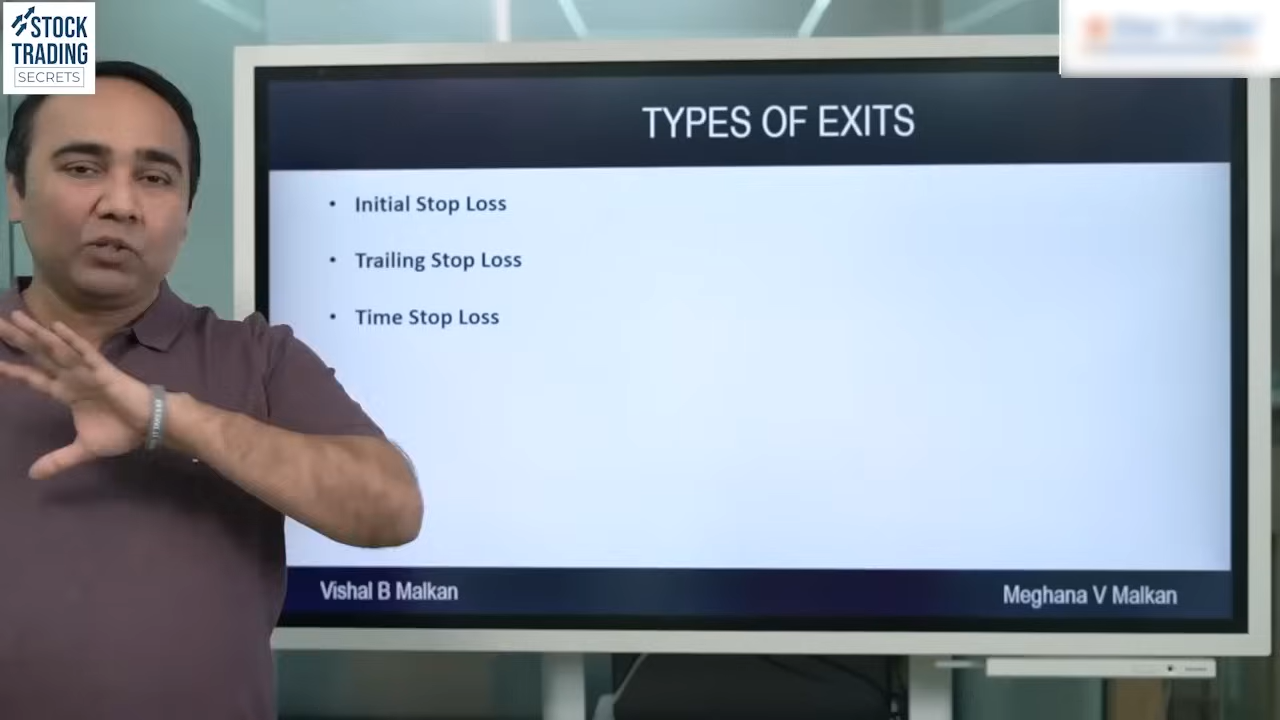 STOCK
TRADING
SECRETS
TYPES OF EXITS
• Initial Stop Loss
• Trailing Stop Loss
• Time Stop Loss
Vishal B Malkan
Meghana V Malkan